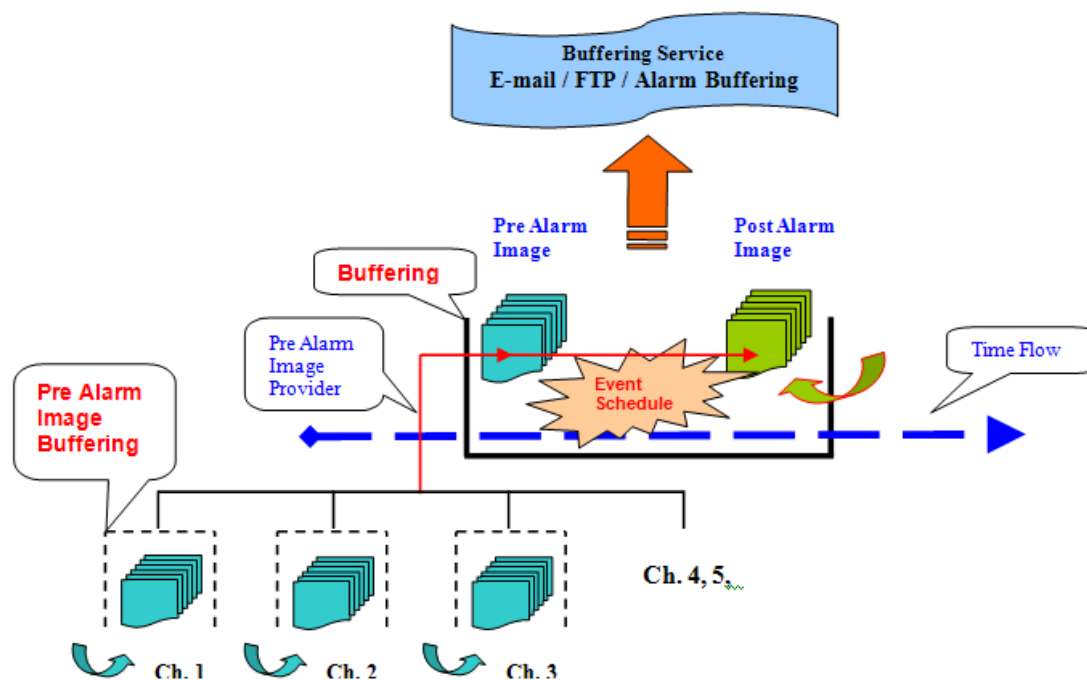 Buffering Service
E-mail / FTP / Alarm Buffering
Pre Alarm
Image
Post Alarm
Image
Buffering
Pre Alarm
Image
Provider
Time Flow
Event
Schedule
Pre Alarm
Image
Buffering
Ch. 4, 5,
Ch. 1
Ch. 2
Ch. 3